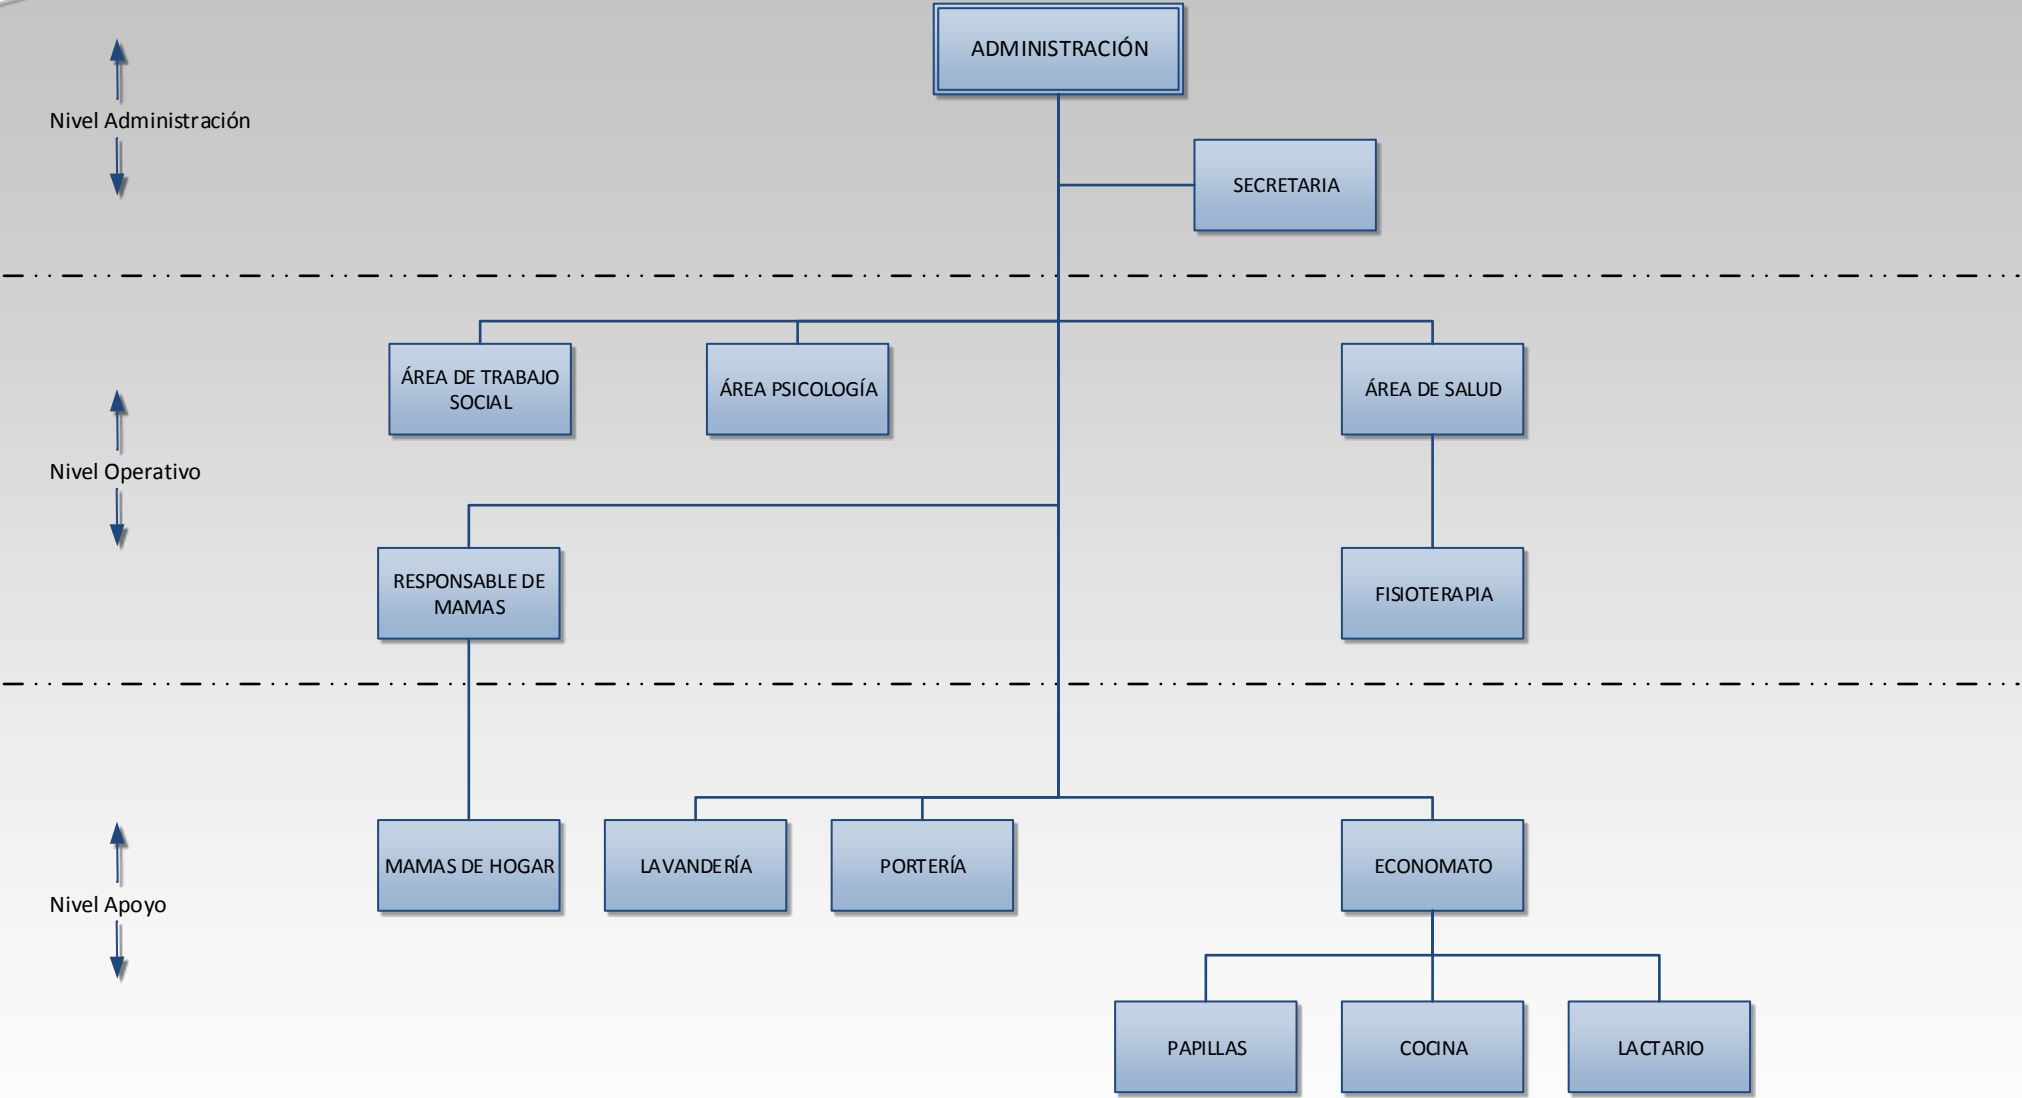 ADMINISTRACIÓN
Nivel Administración
SECRETARIA
ÁREA DE TRABAJO
SOCIAL
ÁREA PSICOLOGÍA
ÁREA DE SALUD
Nivel Operativo
RESPONSABLE DE
MAMAS
FISIOTERAPIA
MAMAS DE HOGAR
LAVANDERÍA
PORTERÍA
ECONOMATO
Nivel Apoyo
PAPILLAS
COCINA
LACTARIO